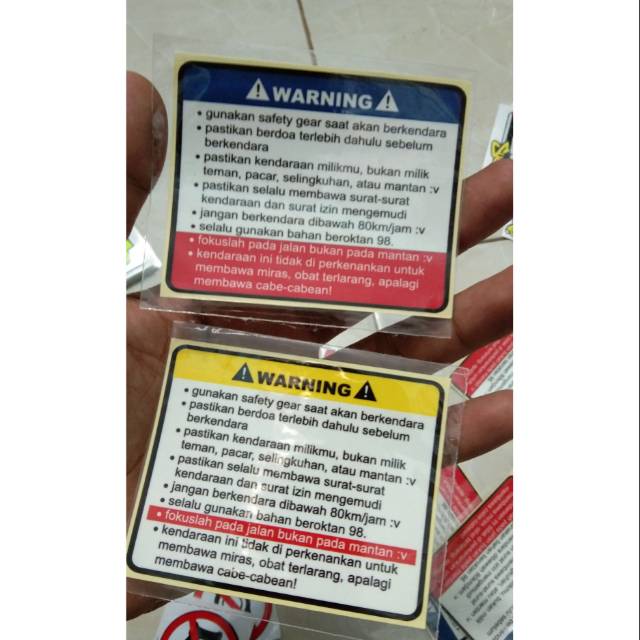 WARNING
• gunakan safety gear saat akan berkendara
• pastikan berdoa terlebih dahulu sebelum
berkendara
• pastikan kendaraan milikmu, bukan milik
teman, pacar, selingkuhan, atau mantan :v
• pastikan selalu membawa surat-surat
kendaraan dan surat izin mengemudi
• jangan berkendara dibawah 80km/jam :v
• selalu gunakan bahan beroktan 98.
• fokuslah pada jalan bukan pada mantan :v
• kendaraan ini tidak di perkenankan untuk
membawa miras, obat terlarang, apalagi
membawa cabe-cabean!
WARNING
• gunakan safety gear saat akan berkendara
• pastikan berdoa terlebih dahulu sebelum
berkendara
• pastikan kendaraan milikmu, bukan milik
teman, pacar, selingkuhan, atau mantan :v
• pastikan selalu membawa surat-surat
kendaraan dan surat izin mengemudi
• jangan berkendara dibawah 80km/jam :v
• selalu gunakan bahan beroktan 98.
• fokuslah pada jalan bukan pada mantan :v
• kendaraan ini tidak di perkenankan untuk
membawa miras, obat terlarang, apalagi
membawa cabe-cabean!